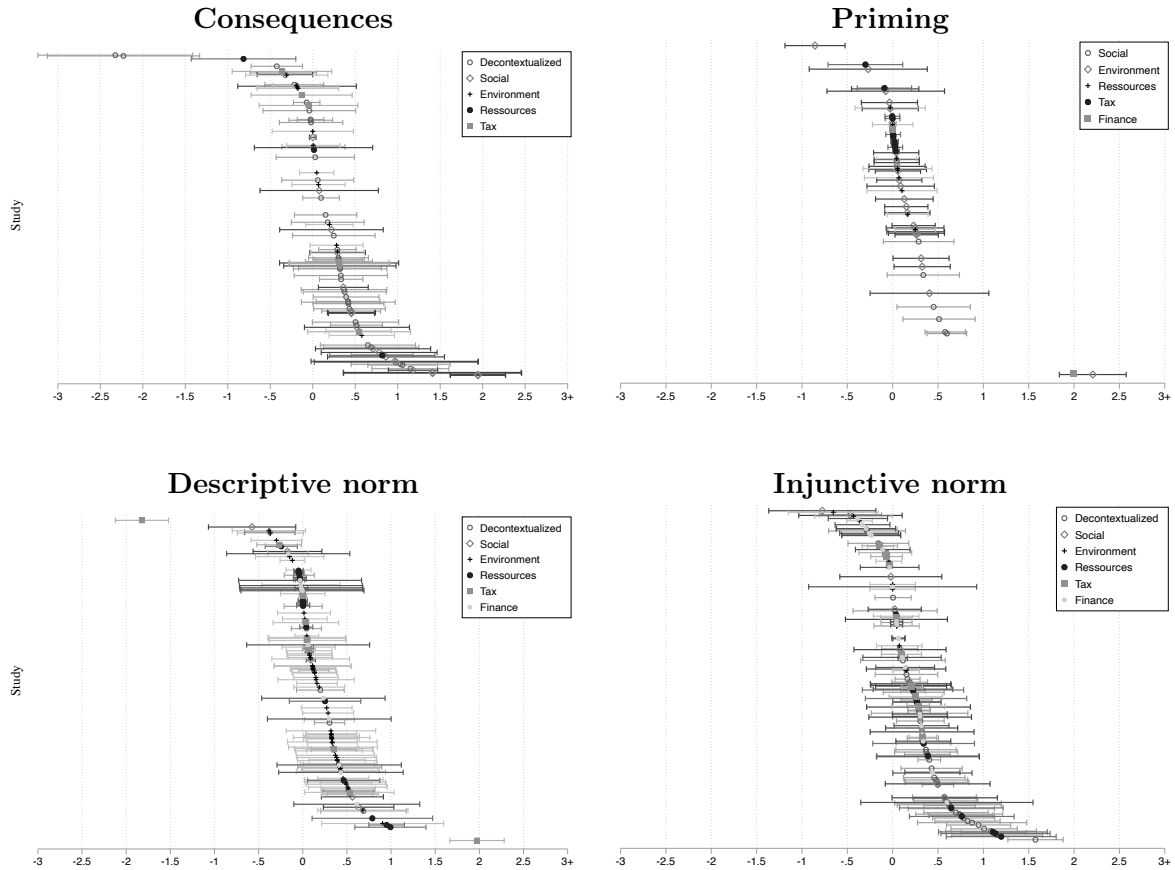 Consequences
Decontextualized
Social
Environment
Ressources
Tax
Study
-3 -2.5 -2 -1.5 -1 -.5 0 .5 1 1.5 2 2.5 3+
Priming
Social
Environment
Ressources
Tax
Finance
-3 -2.5 -2 -1.5 -1 -.5 0 .5 1 1.5 2 2.5 3+
Descriptive norm
Decontextualized
Social
Environment
Ressources
Tax
Finance
Study
-3 -2.5 -2 -1.5 -1 -.5 0 .5 1 1.5 2 2.5 3+
Injunctive norm
Decontextualized
Social
Environment
Ressources
Tax
Finance
-3 -2.5 -2 -1.5 -1 -.5 0 .5 1 1.5 2 2.5 3+